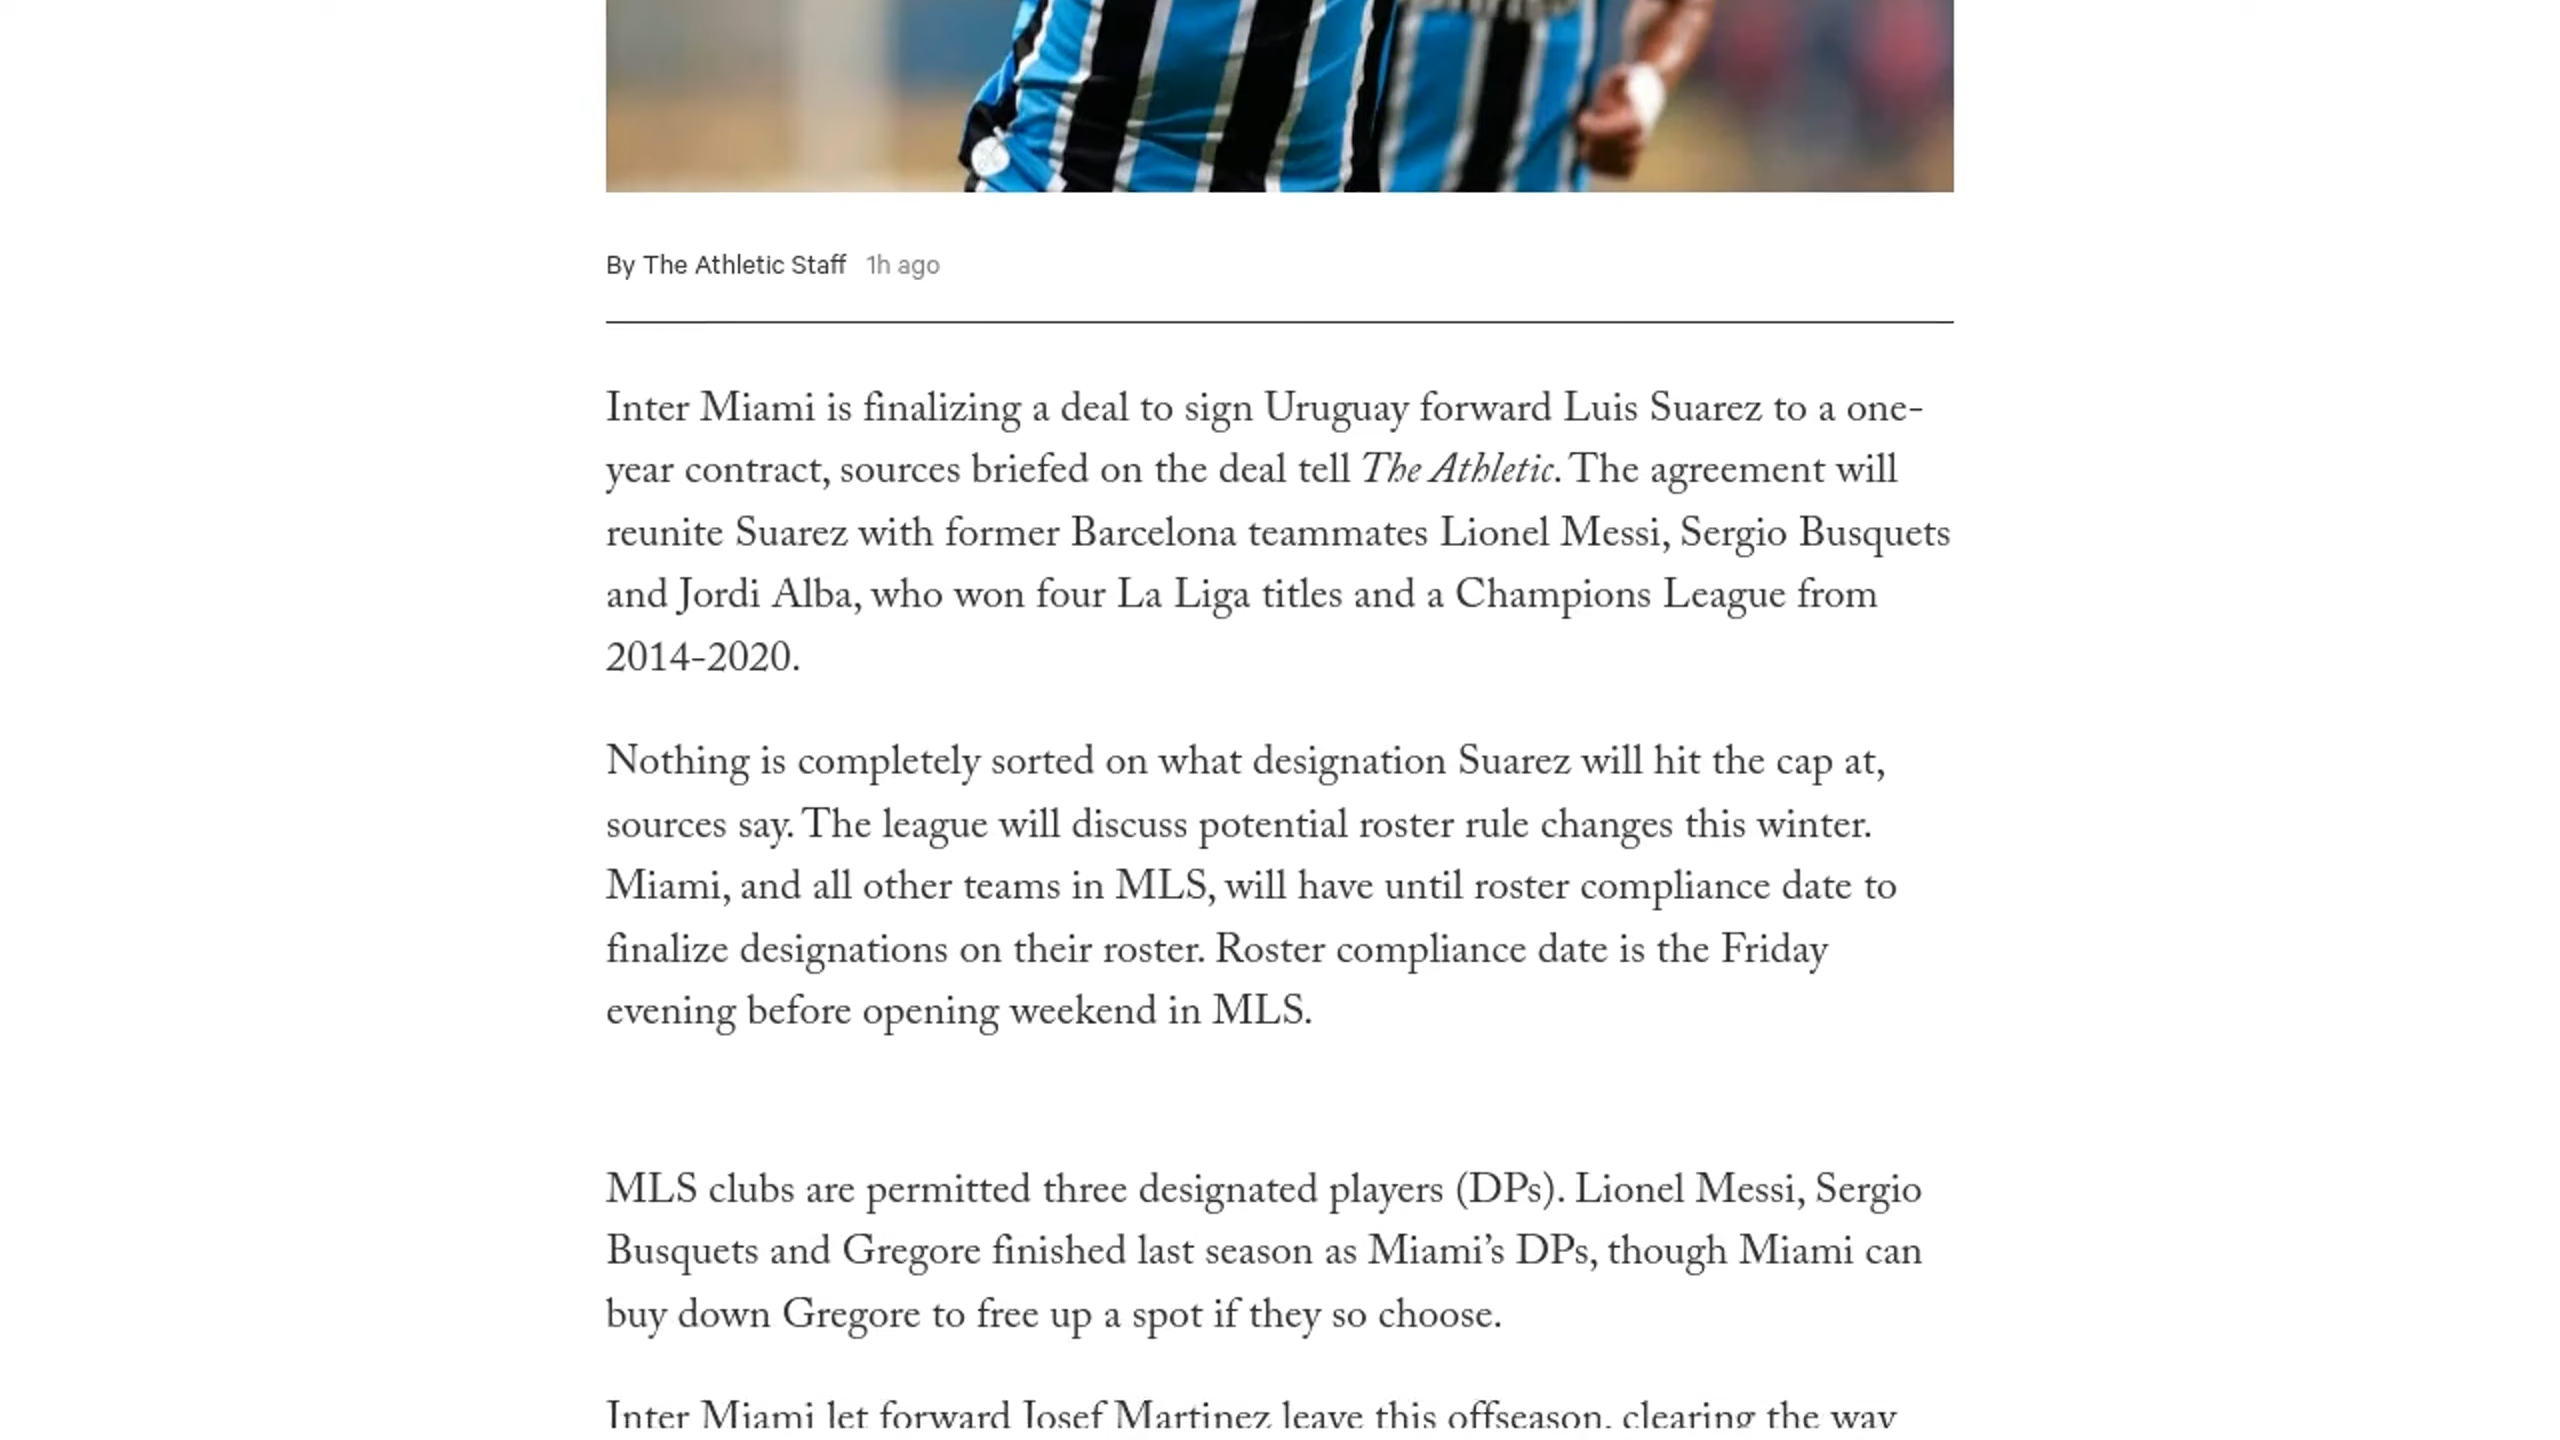 By The Athletic Staff 1h ago
Inter Miami is finalizing a deal to sign Uruguay forward Luis Suarez to a one-
year contract, sources briefed on the deal tell The Athletic. The agreement will
reunite Suarez with former Barcelona teammates Lionel Messi, Sergio Busquets
and Jordi Alba, who won four La Liga titles and a Champions League from
2014-2020.
Nothing is completely sorted on what designation Suarez will hit the cap at,
sources say. The league will discuss potential roster rule changes this winter.
Miami, and all other teams in MLS, will have until roster compliance date to
finalize designations on their roster. Roster compliance date is the Friday
evening before opening weekend in MLS.
MLS clubs are permitted three designated players (DPs). Lionel Messi, Sergio
Busquets and Gregore finished last season as Miami’s DPs, though Miami can
buy down Gregore to free up a spot if they so choose.
Inter Miami let forward Josef Martinez leave this offseason, clearing the way